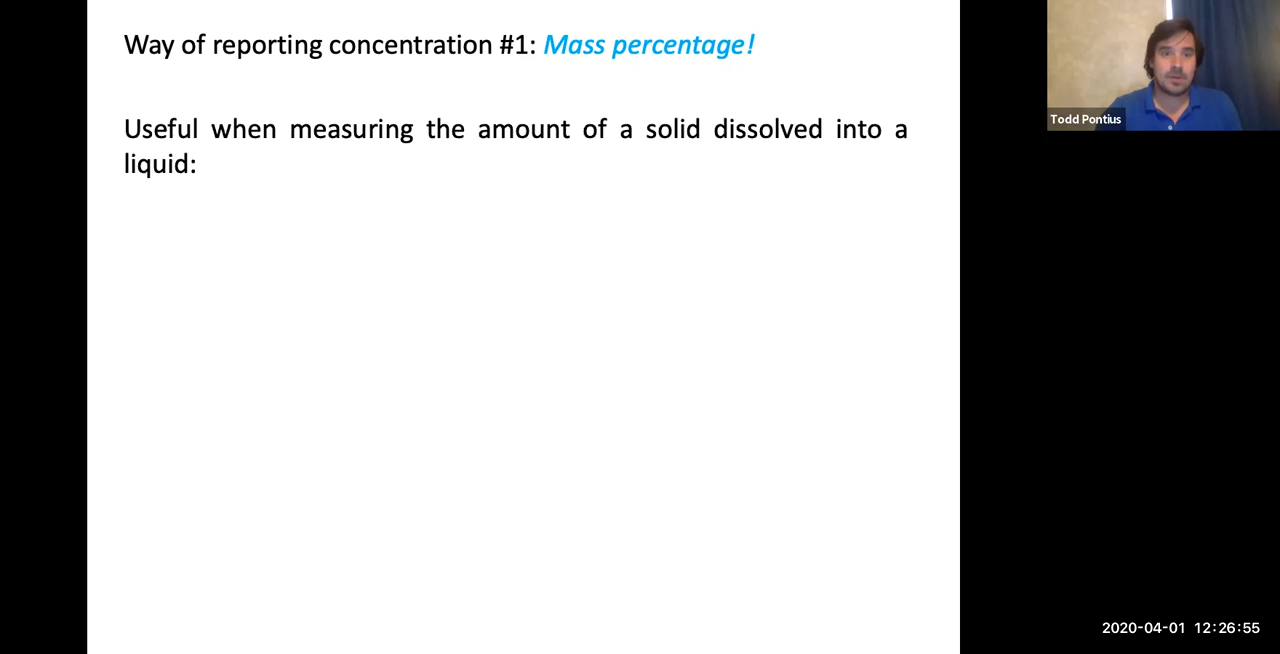 Way of reporting concentration #1: Mass percentage!
Useful when measuring the amount of a solid dissolved into a
liquid:
Todd Pontius
2020-04-01 12:26:55